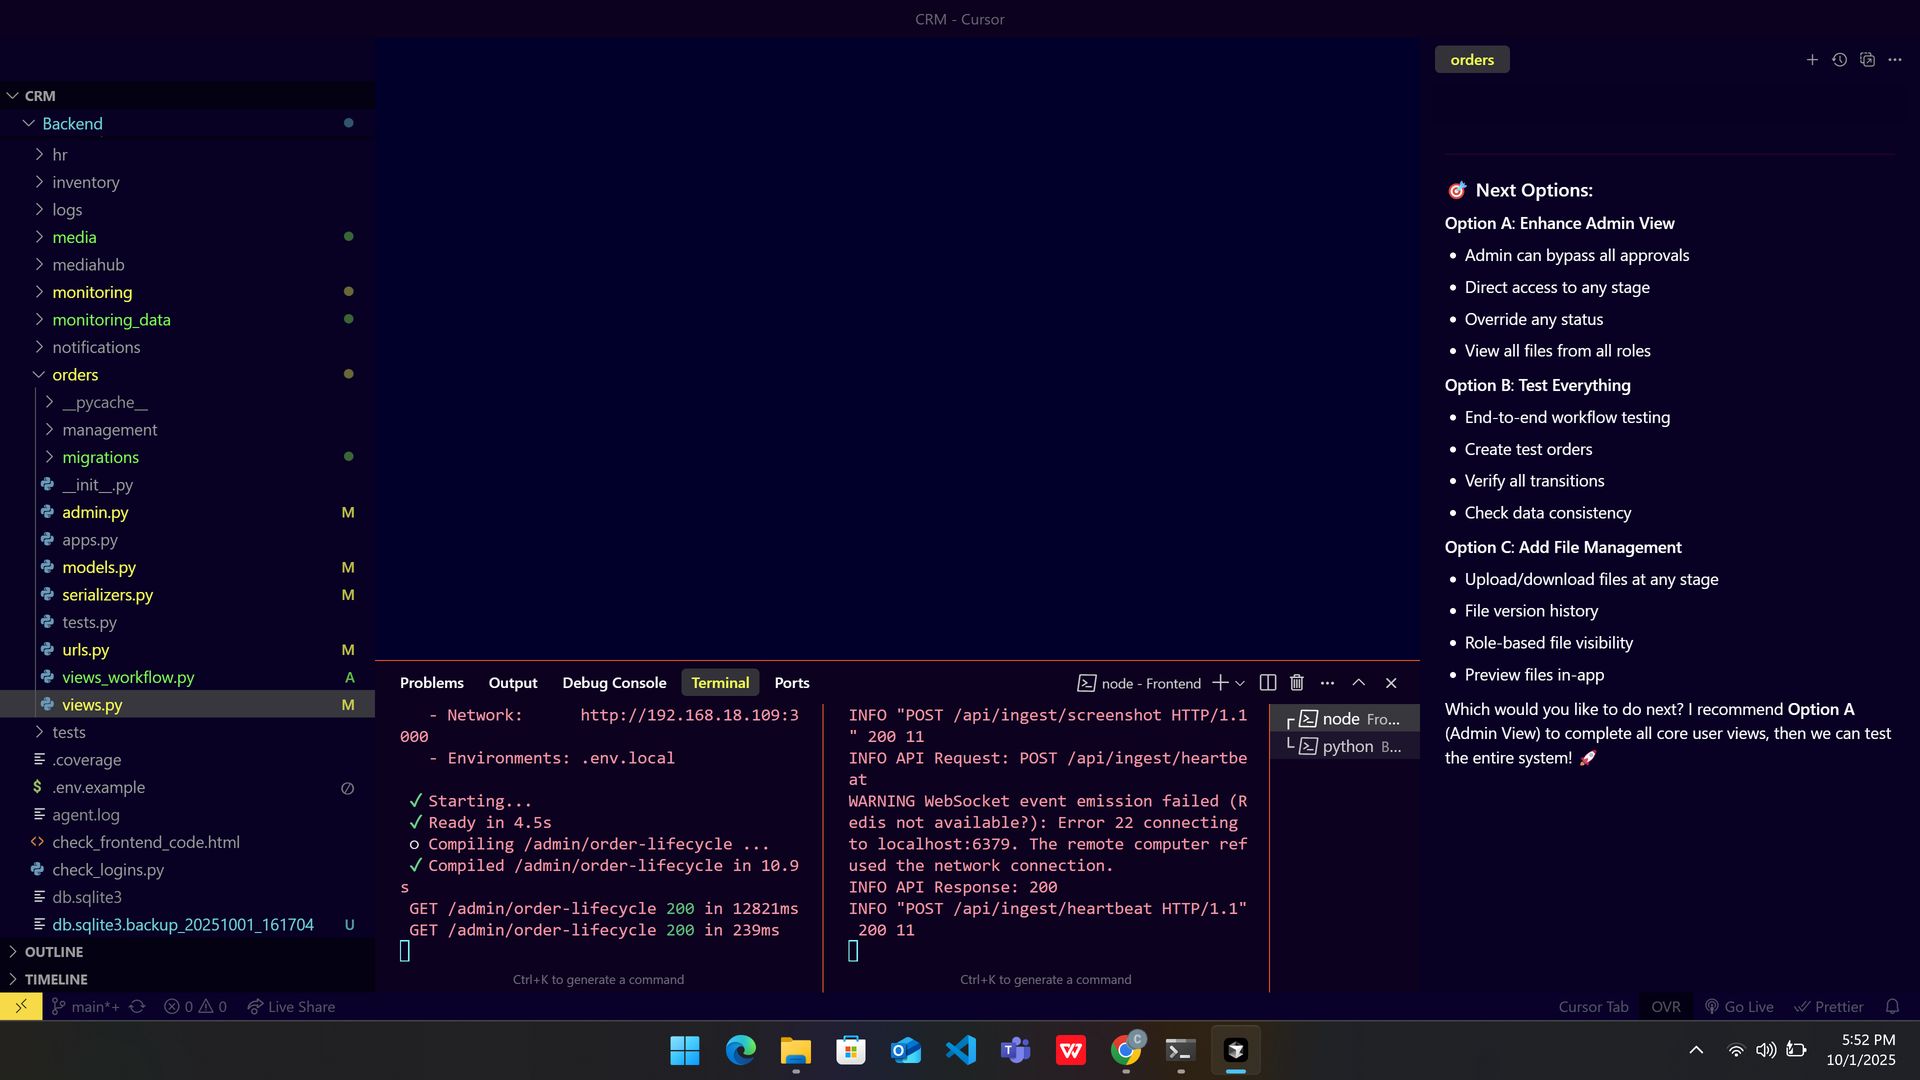 CRM - Cursor
CRM
Backend
hr
inventory
logs
media
mediahub
monitoring
monitoring_data
notifications
orders
__pycache__
management
migrations
__init__.py
admin.py M
apps.py
models.py M
serializers.py M
tests.py
urls.py M
views_workflow.py A
views.py M
tests
.coverage
$ .env.example
agent.log
<> check_frontend_code.html
check_logins.py
db.sqlite3
db.sqlite3.backup_20251001_161704 U
OUTLINE
TIMELINE
Problems Output Debug Console Terminal Ports
node - Frontend
- Network: http://192.168.18.109:3
000
- Environments: .env.local
✓ Starting...
✓ Ready in 4.5s
○ Compiling /admin/order-lifecycle ...
✓ Compiled /admin/order-lifecycle in 10.9
s
GET /admin/order-lifecycle 200 in 12821ms
GET /admin/order-lifecycle 200 in 239ms
Ctrl+K to generate a command
INFO "POST /api/ingest/screenshot HTTP/1.1
" 200 11
INFO API Request: POST /api/ingest/heartbe
at
WARNING WebSocket event emission failed (R
edis not available?): Error 22 connecting
to localhost:6379. The remote computer ref
used the network connection.
INFO API Response: 200
INFO "POST /api/ingest/heartbeat HTTP/1.1"
200 11
Ctrl+K to generate a command
node Fro...
python B...
orders
🎯 Next Options:
Option A: Enhance Admin View
• Admin can bypass all approvals
• Direct access to any stage
• Override any status
• View all files from all roles
Option B: Test Everything
• End-to-end workflow testing
• Create test orders
• Verify all transitions
• Check data consistency
Option C: Add File Management
• Upload/download files at any stage
• File version history
• Role-based file visibility
• Preview files in-app
Which would you like to do next? I recommend Option A
(Admin View) to complete all core user views, then we can test
the entire system! 🚀
main*+ 0 0 Live Share
Cursor Tab OVR Go Live Prettier
C
W
5:52 PM
10/1/2025